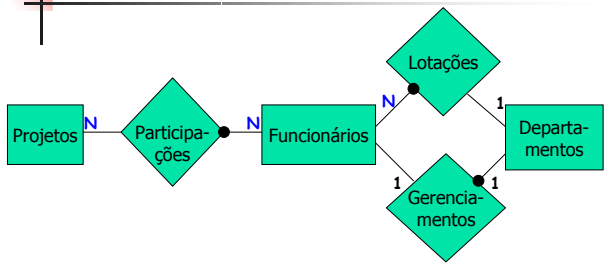 Lotações
N
1
Projetos
N
Participa-
ções
N
Funcionários
Departa-
mentos
1
1
Gerencia-
mentos